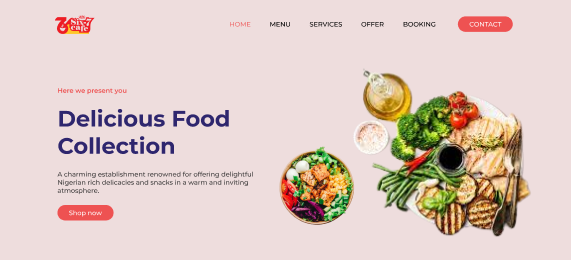 Six7
cafe
HOME MENU SERVICES OFFER BOOKING CONTACT
Here we present you
Delicious Food
Collection
A charming establishment renowned for offering delightful
Nigerian rich delicacies and snacks in a warm and inviting
atmosphere.
Shop now